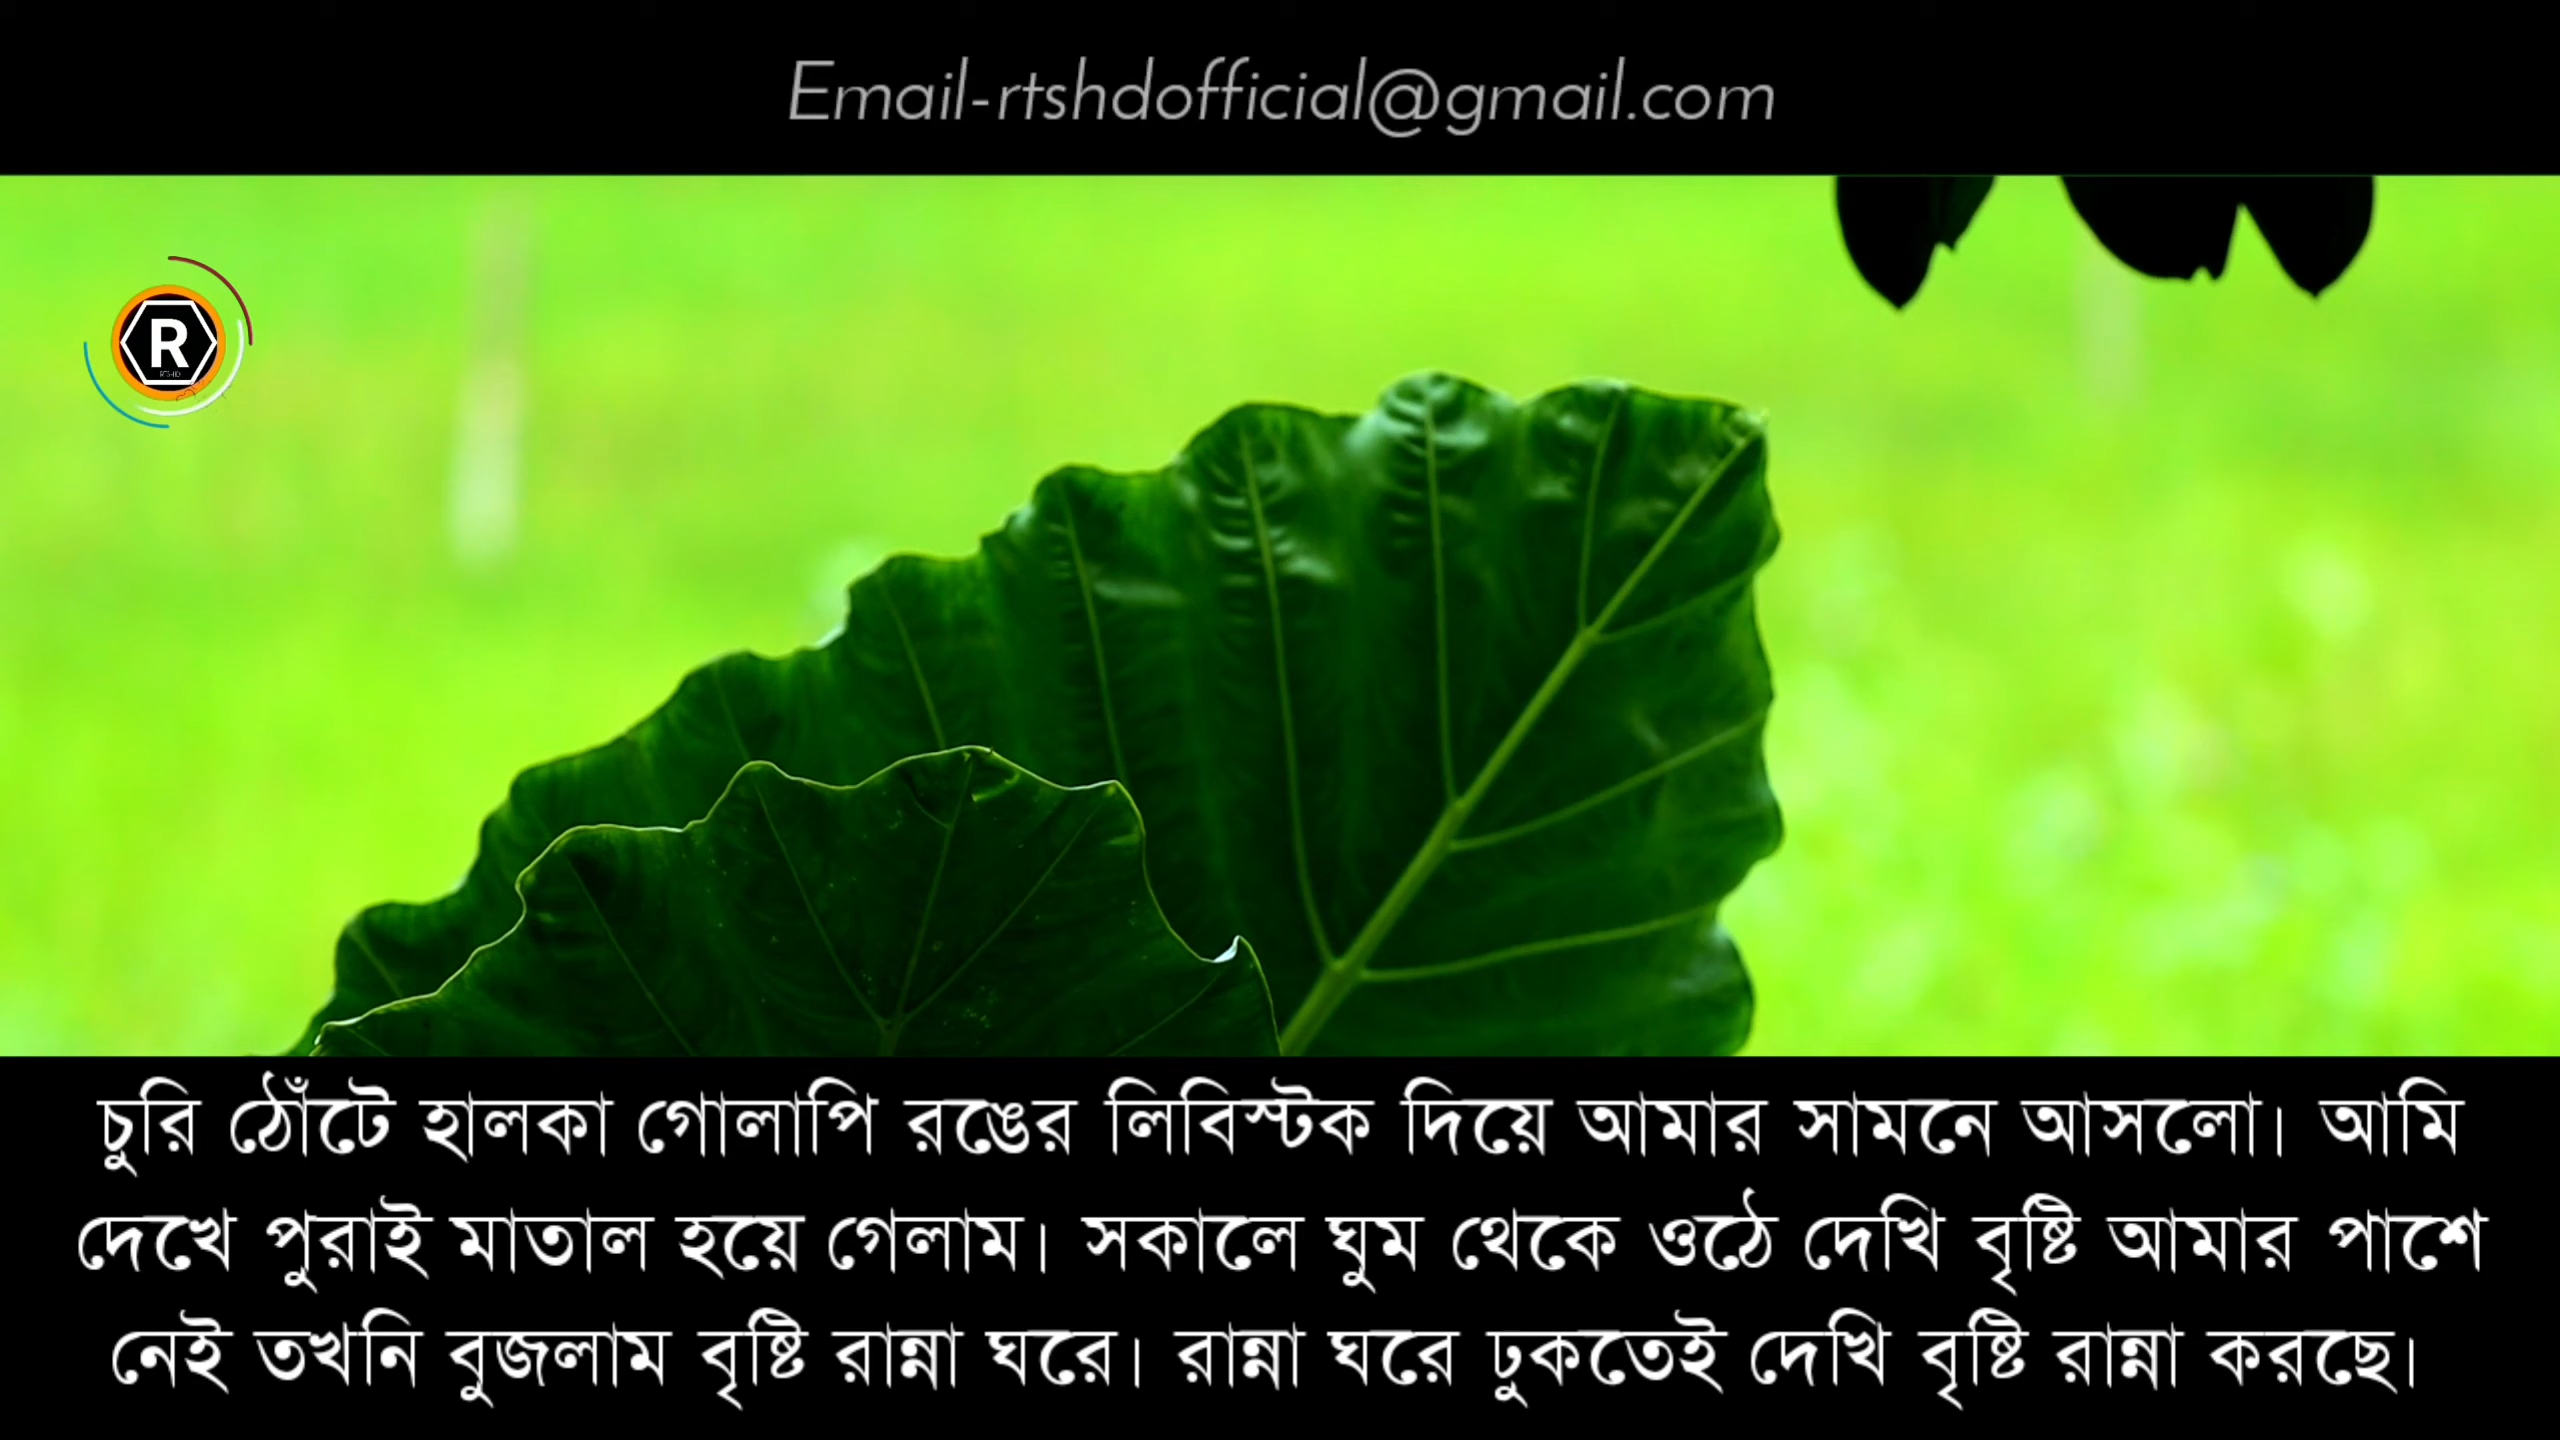 Email-rtshdofficial@gmail.com
R
চুরি ঠোঁটে হালকা গোলাপি রঙের লিবিস্টক দিয়ে আমার সামনে আসলো। আমি
দেখে পুরাই মাতাল হয়ে গেলাম। সকালে ঘুম থেকে ওঠে দেখি বৃষ্টি আমার পাশে
নেই তখনি বুজলাম বৃষ্টি রান্না ঘরে। রান্না ঘরে ঢুকতেই দেখি বৃষ্টি রান্না করছে।